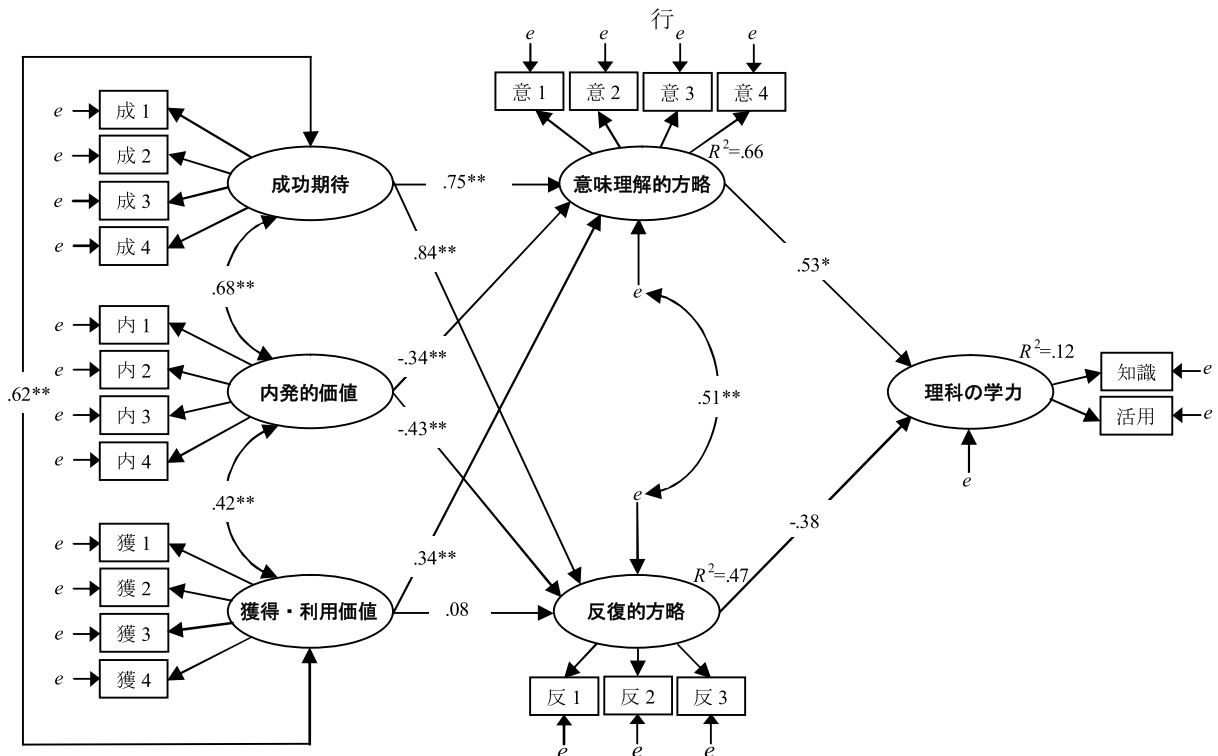 行
e e e e
意 1 意 2 意 3 意 4
R²=.66
e 成 1
e 成 2
e 成 3
e 成 4
成功期待
.75**
意味理解的方略
.84**
.53*
.68**
e
e 内 1
e 内 2
e 内 3
e 内 4
内発的価値
-.34**
-.43**
.62**
.51**
R²=.12
理科の学力
知識 e
活用 e
e
.42**
e
-.38
e 獲 1
e 獲 2
e 獲 3
e 獲 4
獲得・利用価値
.34**
.08
R²=.47
反復的方略
反 1 反 2 反 3
e e e